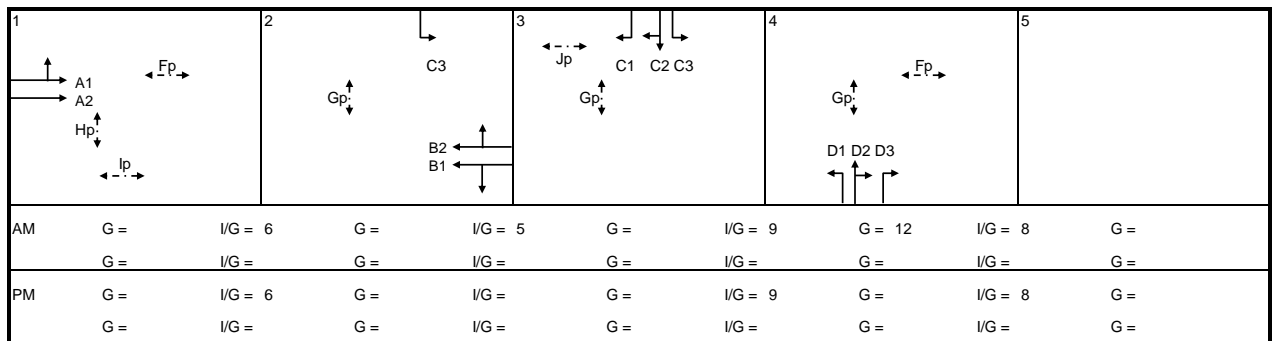 1 2 3 4 5
Fp Jp Fp
C3 C1 C2 C3
A1
A2
Gp Gp Gp
Hp
B2 D1 D2 D3
Ip B1
AM G = I/G = 6 G = I/G = 5 G = I/G = 9 G = 12 I/G = 8 G =
G = I/G = G = I/G = G = I/G = G = I/G = G =
PM G = I/G = 6 G = I/G = G = I/G = 9 G = I/G = 8 G =
G = I/G = G = I/G = G = I/G = G = I/G = G =